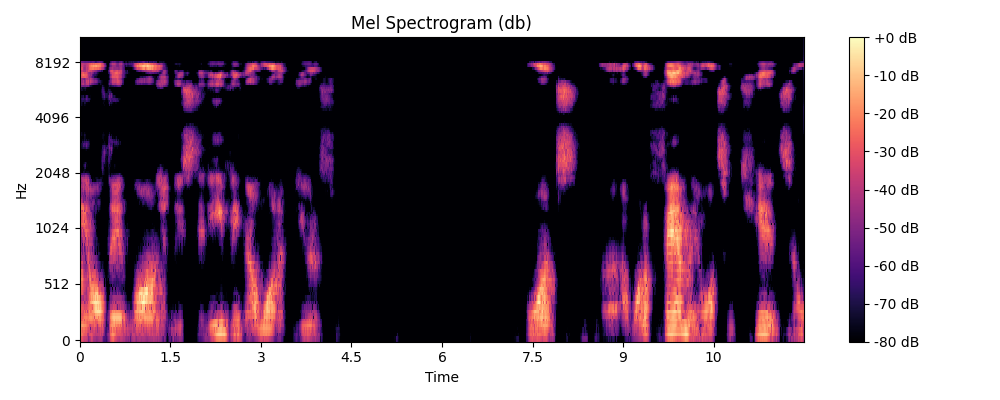 Mel Spectrogram (db)
8192
4096
2048
1024
512
0
Hz
0 1.5 3 4.5 6 7.5 9 10
Time
+0 dB
-10 dB
-20 dB
-30 dB
-40 dB
-50 dB
-60 dB
-70 dB
-80 dB